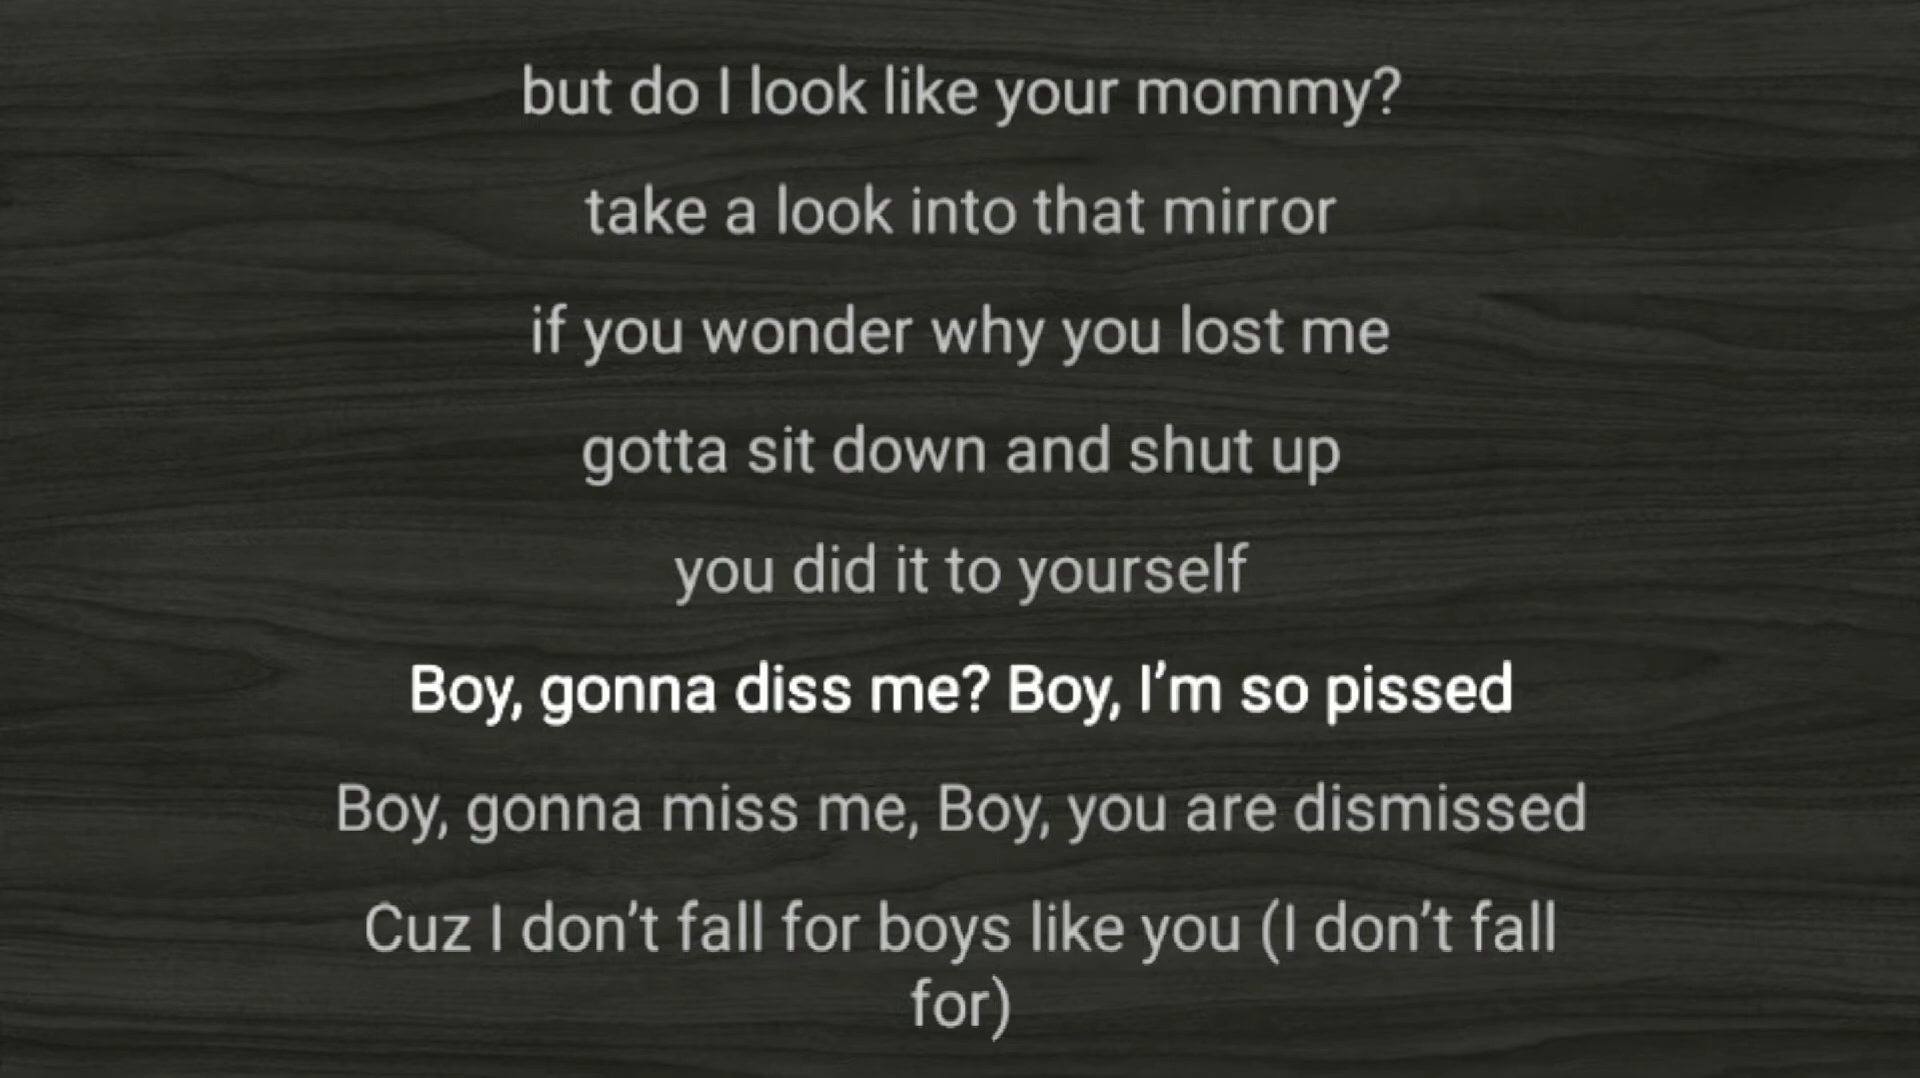 but do I look like your mommy?
take a look into that mirror
if you wonder why you lost me
gotta sit down and shut up
you did it to yourself
Boy, gonna diss me? Boy, I’m so pissed
Boy, gonna miss me, Boy, you are dismissed
Cuz I don’t fall for boys like you (I don’t fall
for)